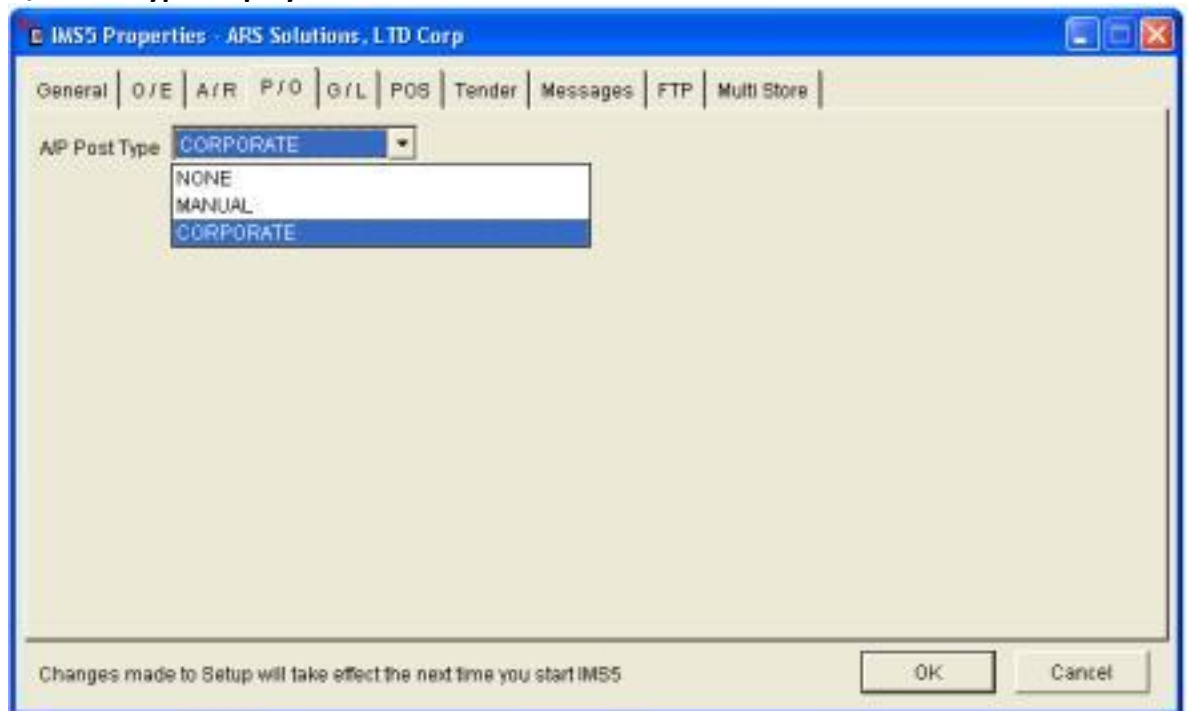 IMS5 Properties - ARS Solutions, LTD Corp
General O / E A / R P / O G / L POS Tender Messages FTP Multi Store
A/P Post Type CORPORATE
NONE
MANUAL
CORPORATE
Changes made to Setup will take effect the next time you start IMS5 OK Cancel